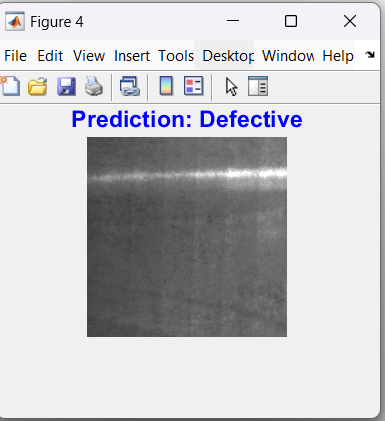 Figure 4
File Edit View Insert Tools Desktop Window Help
Prediction: Defective